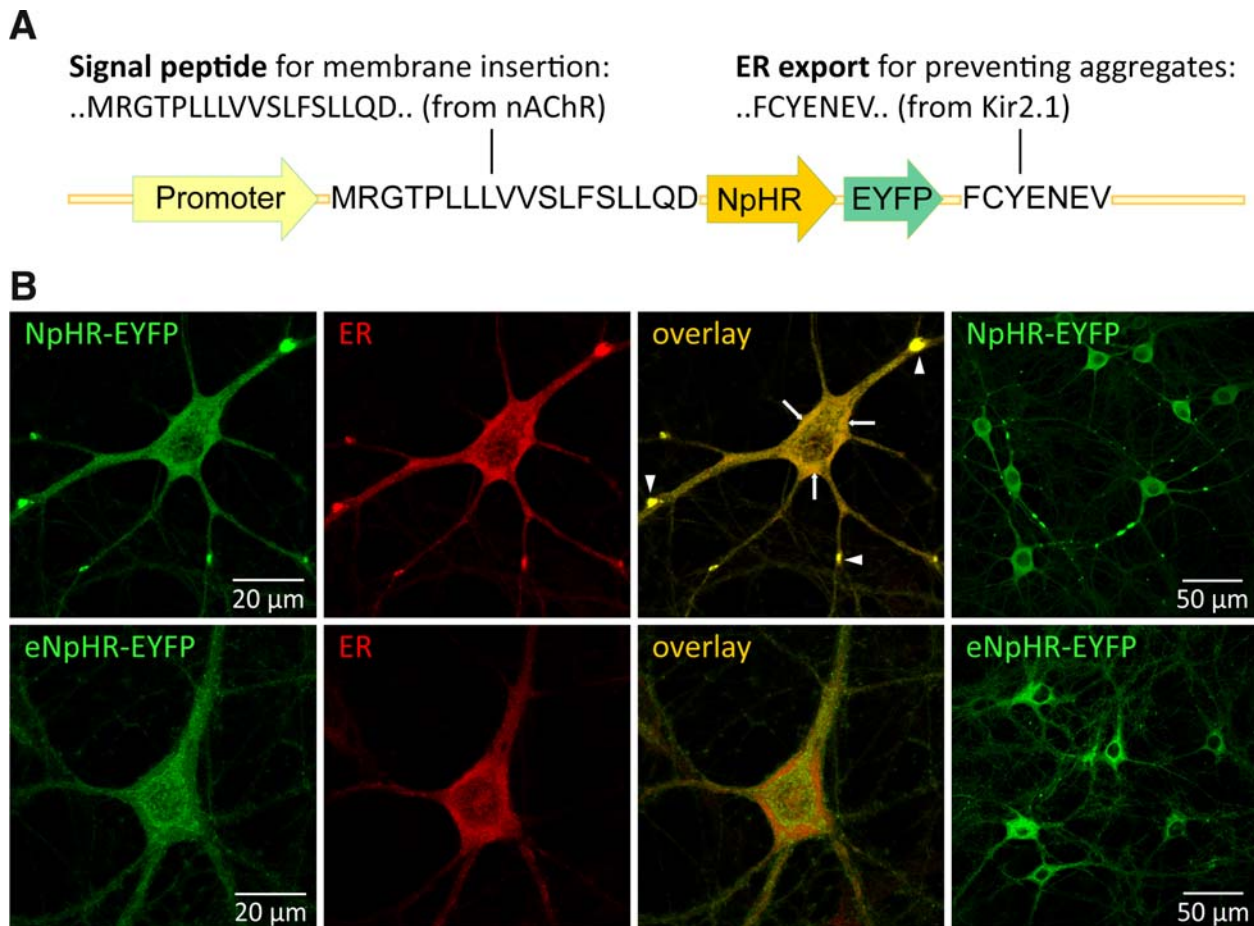 A
Signal peptide for membrane insertion:
..MRGTPLLLVVSLFSLLQD.. (from nAChR)
ER export for preventing aggregates:
..FCYENEV.. (from Kir2.1)
Promoter MRGTPLLLVVSLFSLLQD NpHR EYFP FCYENEV
B
NpHR-EYFP ER overlay NpHR-EYFP
20 µm 50 µm
eNpHR-EYFP ER overlay eNpHR-EYFP
20 µm 50 µm